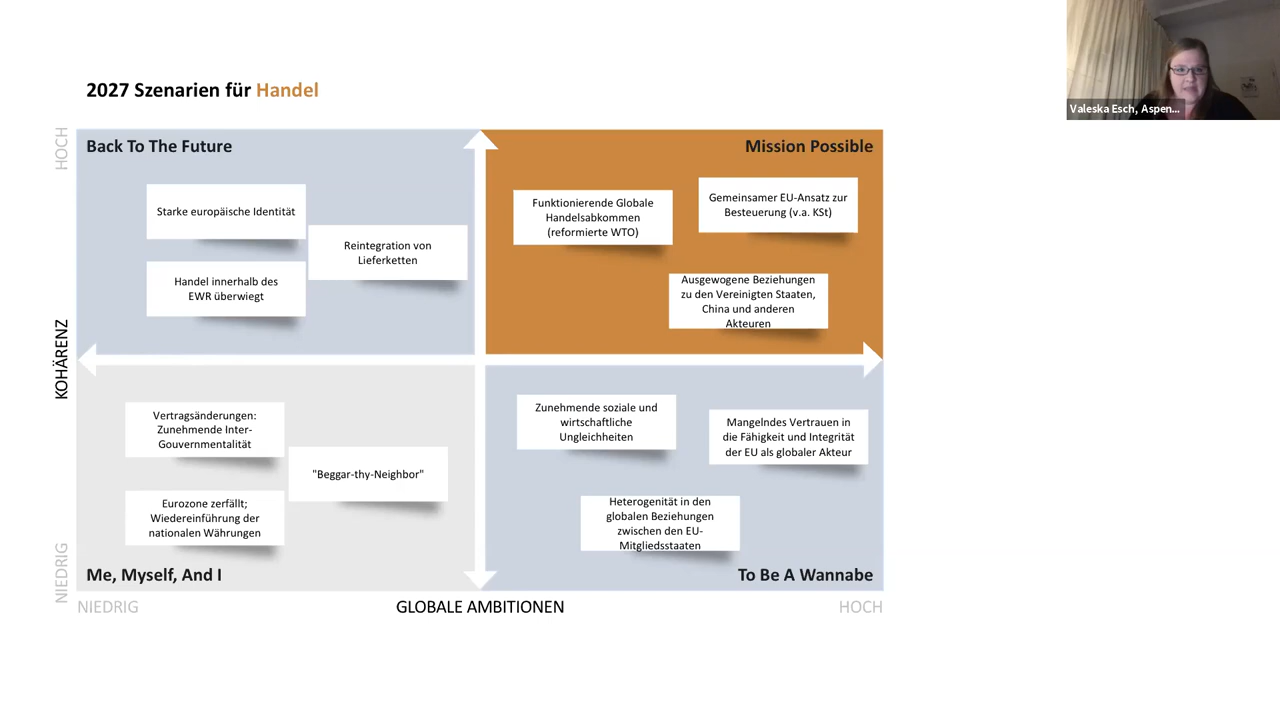 Valeska Esch, Aspen...
2027 Szenarien für Handel
HOCH
Back To The Future
Mission Possible
Starke europäische Identität
Reintegration von
Lieferketten
Handel innerhalb des
EWR überwiegt
Funktionierende Globale
Handelsabkommen
(reformierte WTO)
Gemeinsamer EU-Ansatz zur
Besteuerung (v.a. KSt)
Ausgewogene Beziehungen
zu den Vereinigten Staaten,
China und anderen
Akteuren
KOHÄRENZ
Vertragsänderungen:
Zunehmende Inter-
Gouvernmentalität
"Beggar-thy-Neighbor"
Eurozone zerfällt;
Wiedereinführung der
nationalen Währungen
Zunehmende soziale und
wirtschaftliche
Ungleichheiten
Mangelndes Vertrauen in
die Fähigkeit und Integrität
der EU als globaler Akteur
Heterogenität in den
globalen Beziehungen
zwischen den EU-
Mitgliedsstaaten
NIEDRIG
Me, Myself, And I
To Be A Wannabe
NIEDRIG
GLOBALE AMBITIONEN
HOCH